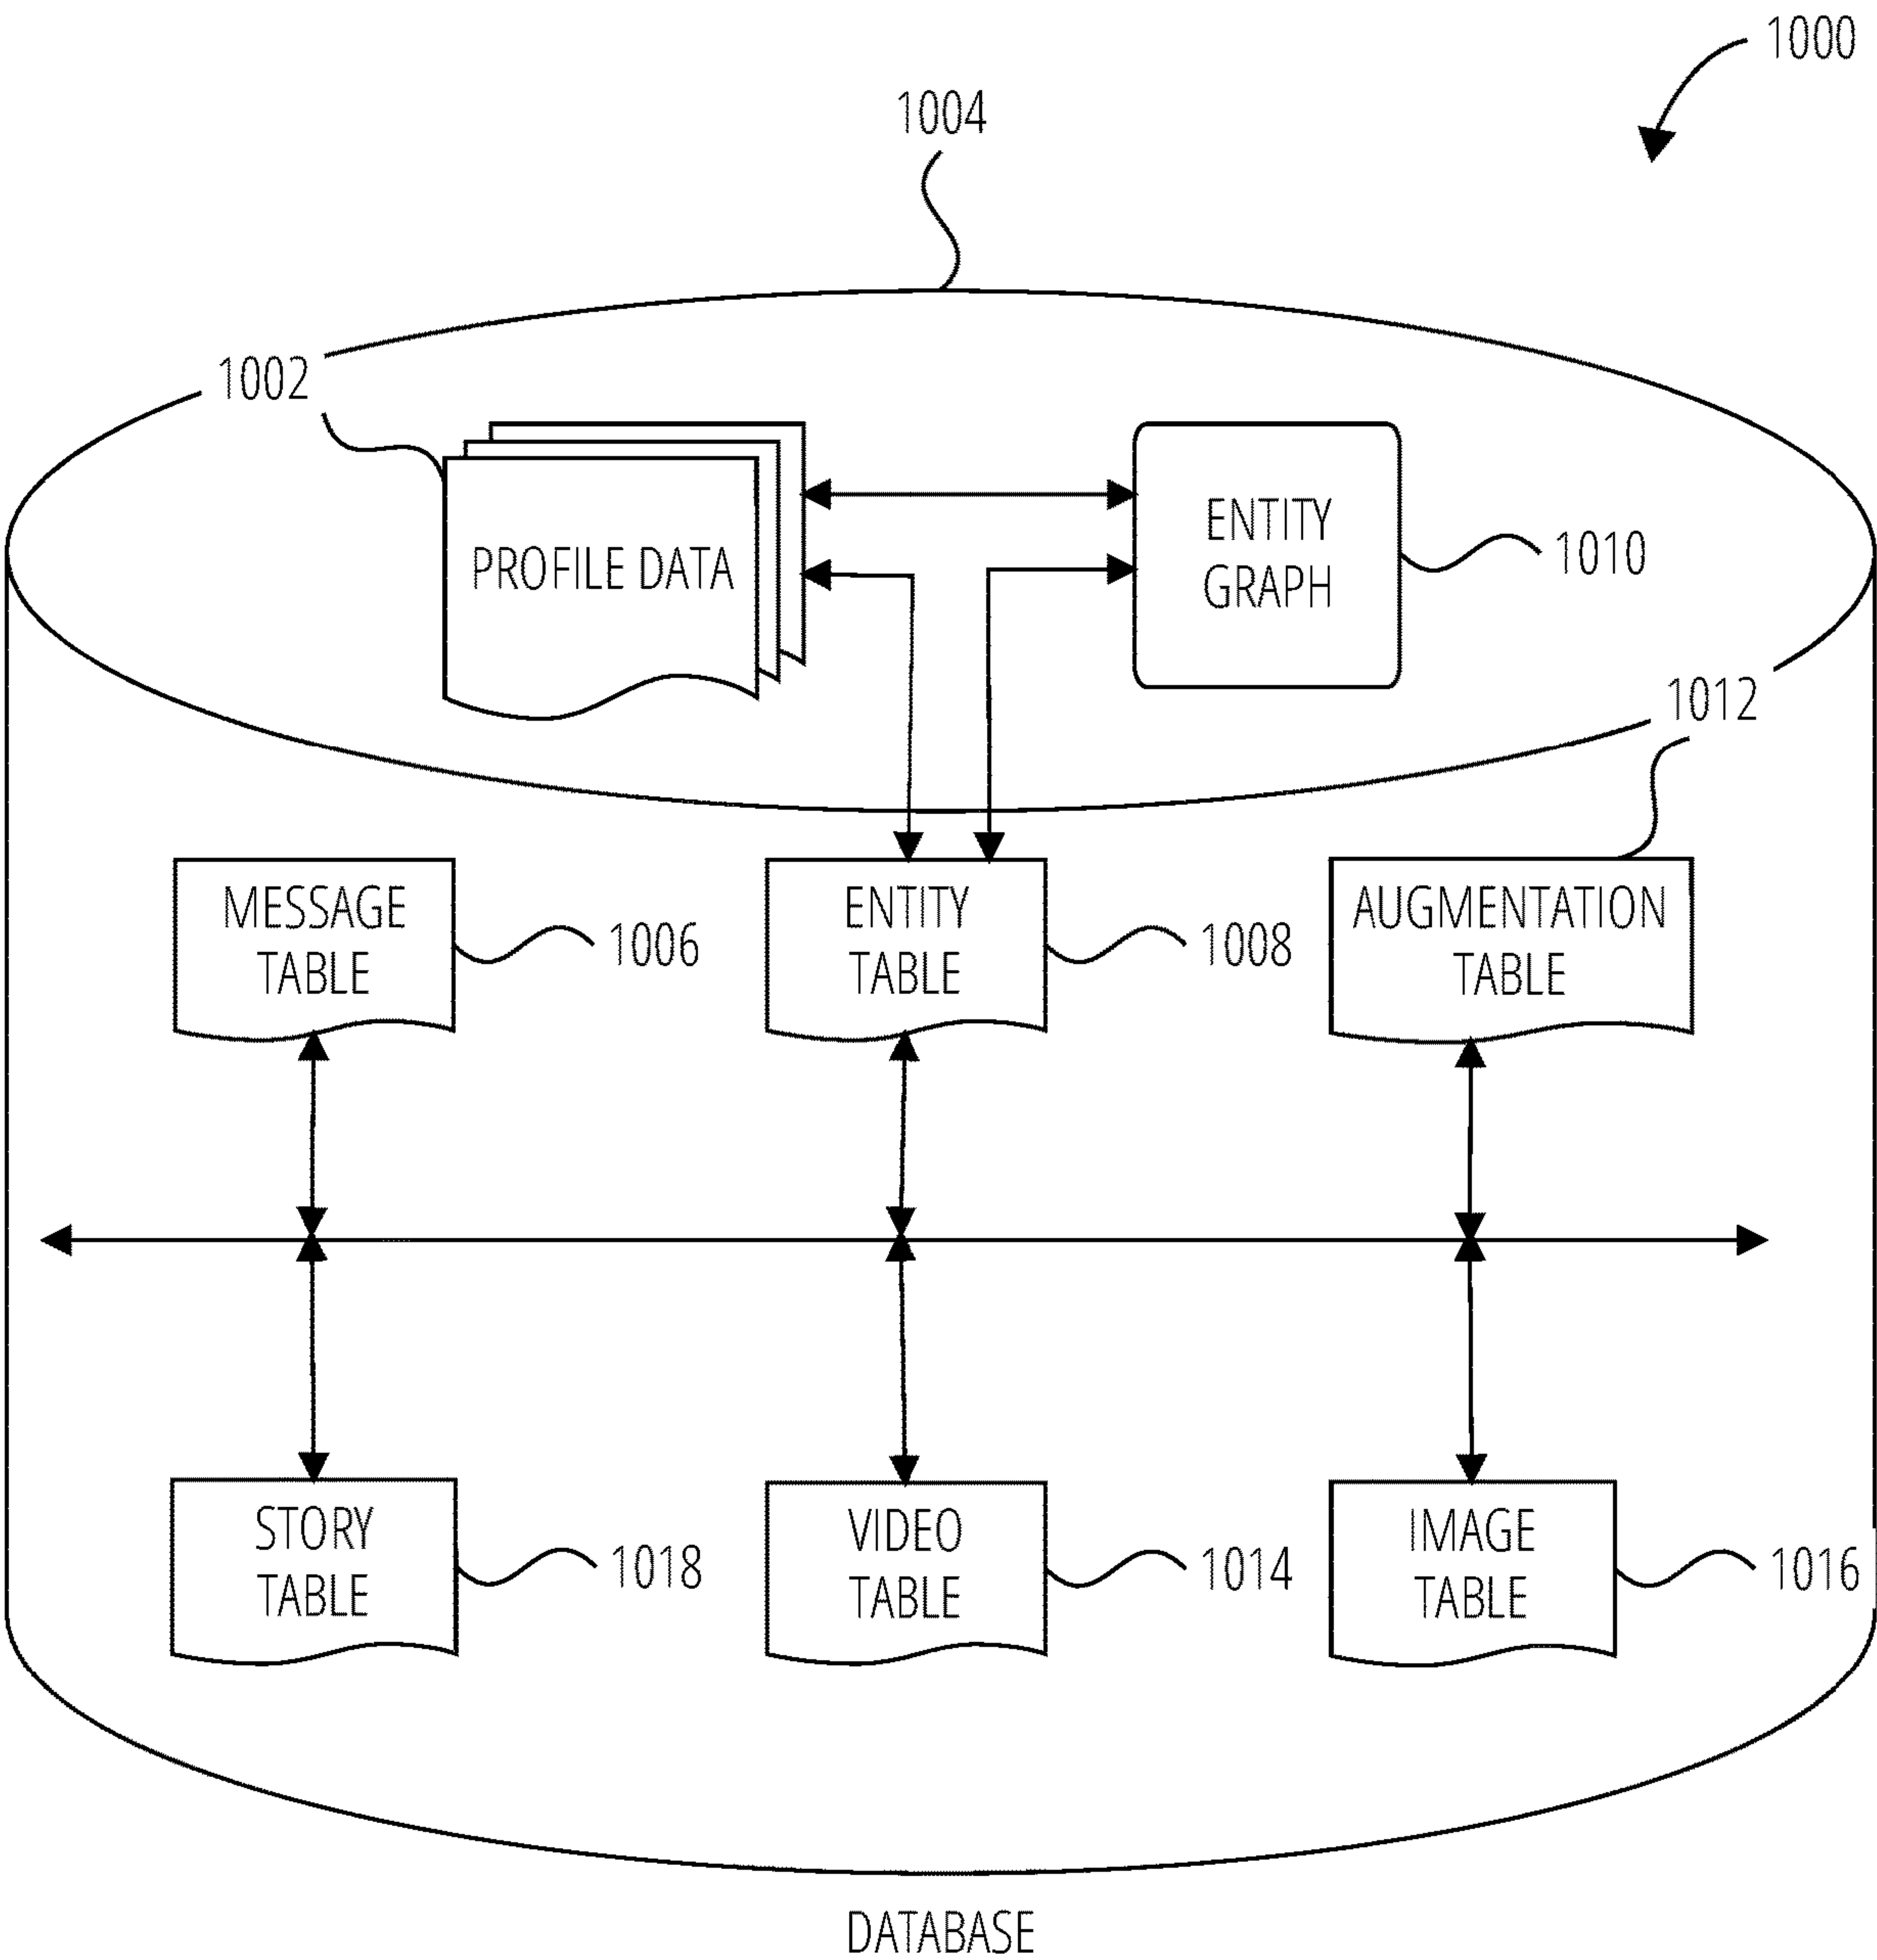 1000
1004
1002
PROFILE DATA
ENTITY
GRAPH
1010
1012
MESSAGE
TABLE
1006
ENTITY
TABLE
1008
AUGMENTATION
TABLE
STORY
TABLE
1018
VIDEO
TABLE
1014
IMAGE
TABLE
1016
DATABASE